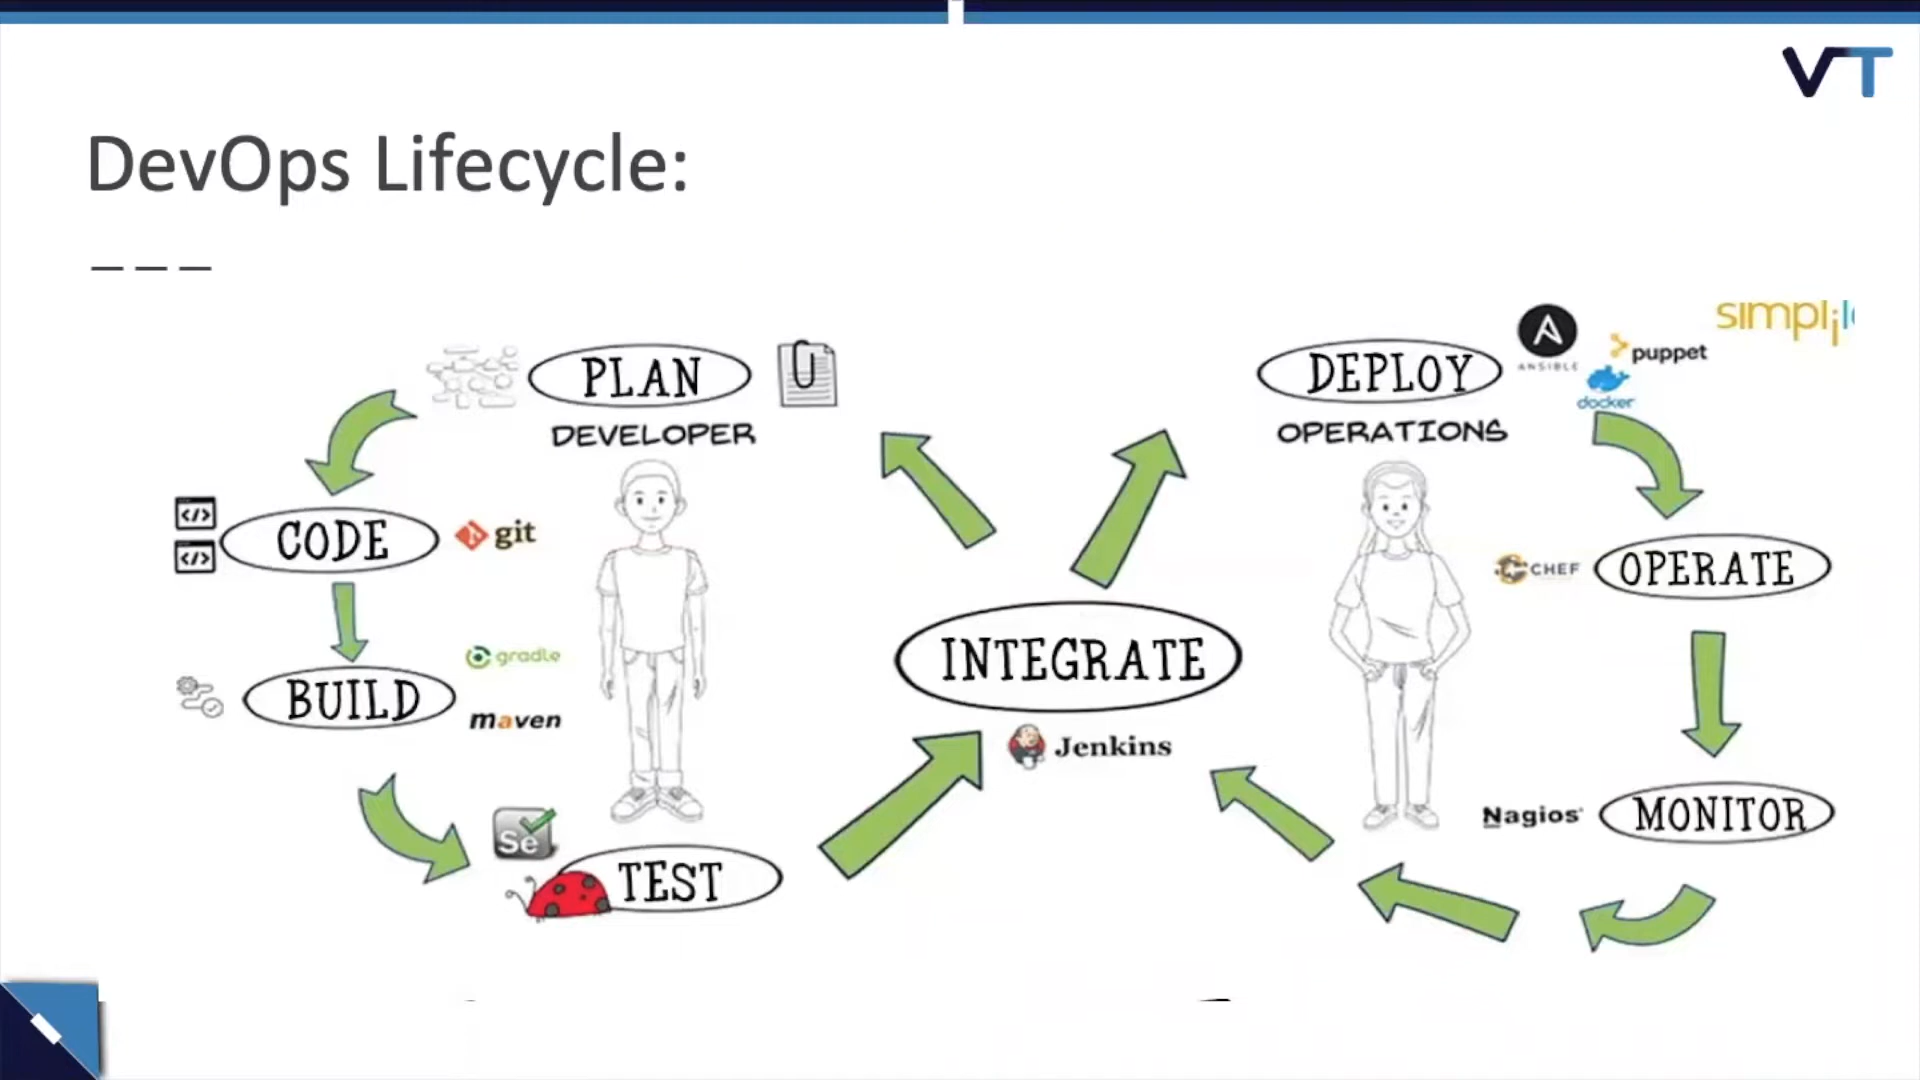 VT
DevOps Lifecycle:
PLAN
DEVELOPER
</>
</>
CODE
git
BUILD
gradle
maven
Se
TEST
INTEGRATE
Jenkins
DEPLOY
OPERATIONS
ANSIBLE
puppet
docker
simpl
CHEF
OPERATE
Nagios
MONITOR